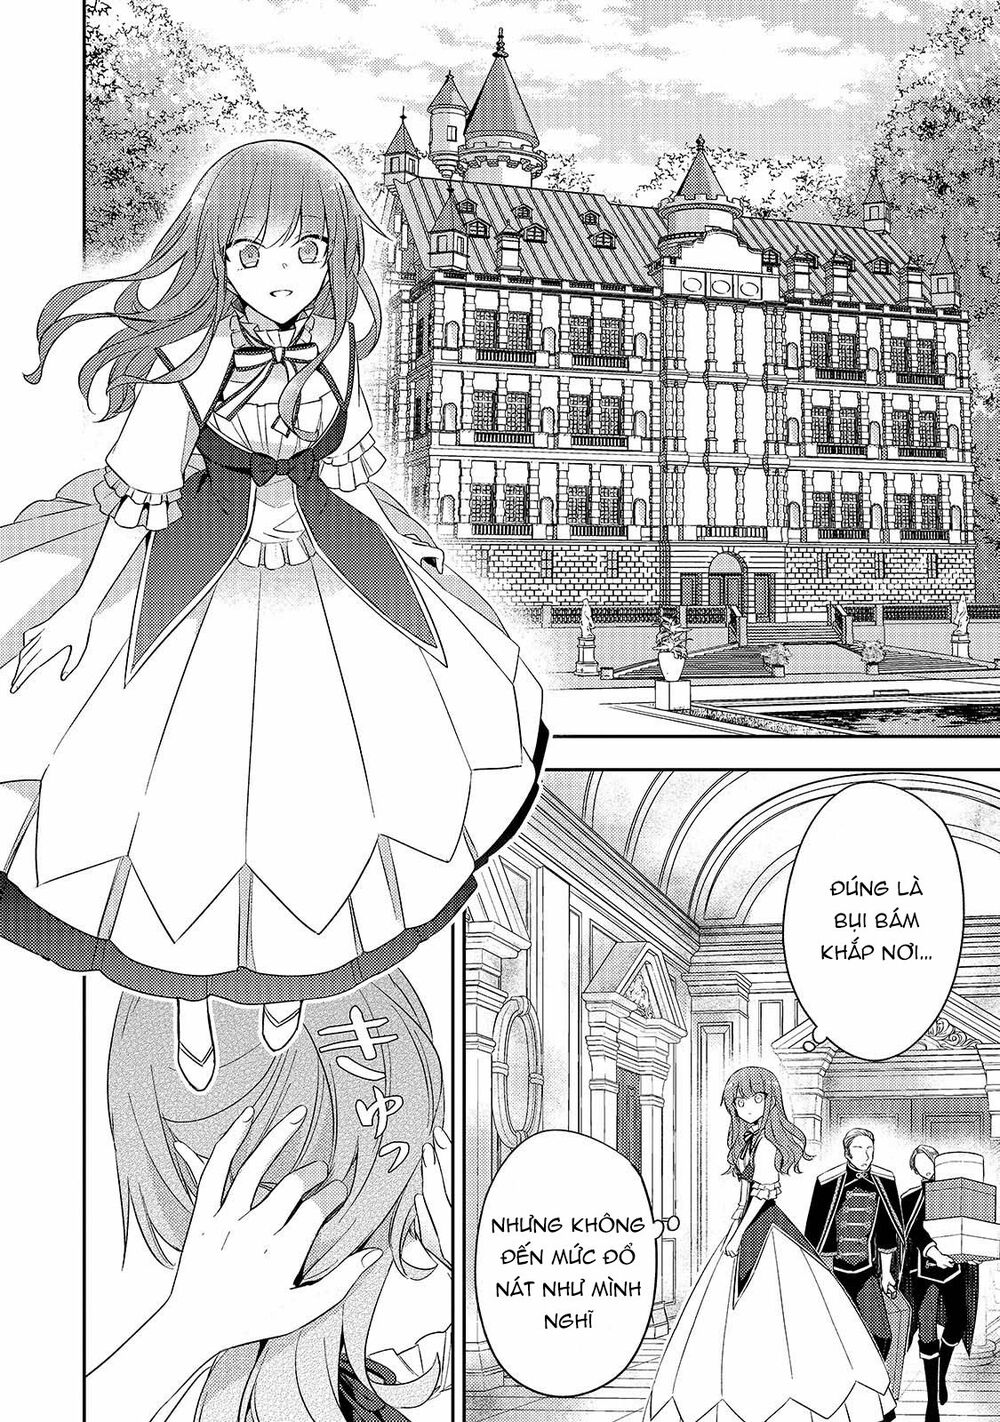 ĐÚNG LÀ
BỤI BÁM
KHẮP NƠI...
NHƯNG KHÔNG
ĐẾN MỨC ĐỔ
NÁT NHƯ MÌNH
NGHĨ
きゅっ